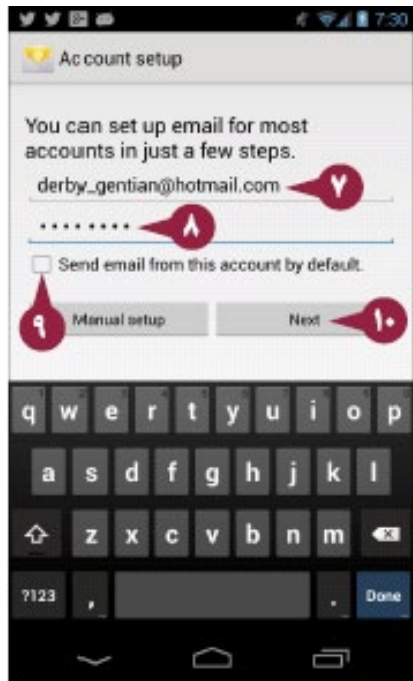 7:30
Account setup
You can set up email for most
accounts in just a few steps.
derby_gentian@hotmail.com ٧
•••••••• ٨
Send email from this account by default.
٩
Manual setup Next ١٠
q w e r t y u i o p
a s d f g h j k l
z x c v b n m
?123 , . Done